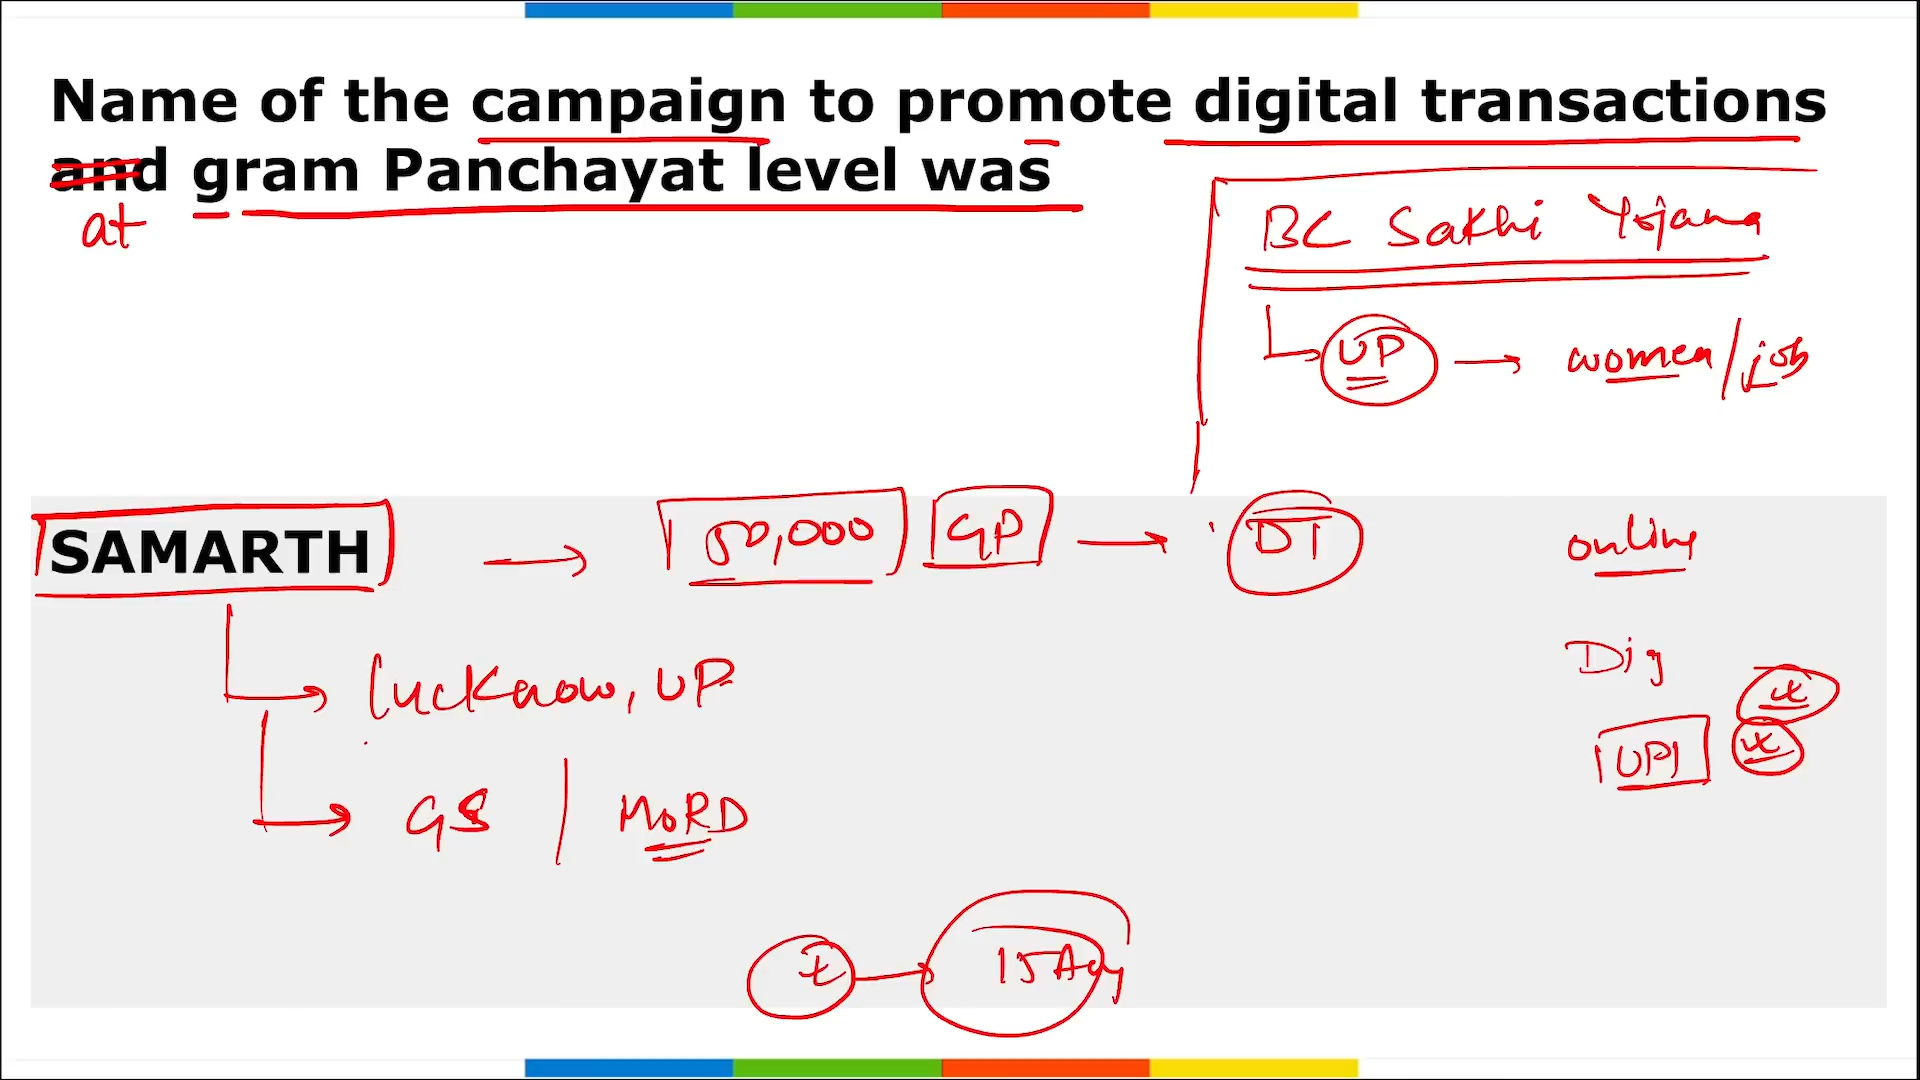 Name of the campaign to promote digital transactions
and gram Panchayat level was
at
BC Sakhi Yojana
UP → women/job
SAMARTH → 50,000 GP → DT
online
Lucknow, UP
Dig
UPI
GS | MoRD
15 Aug